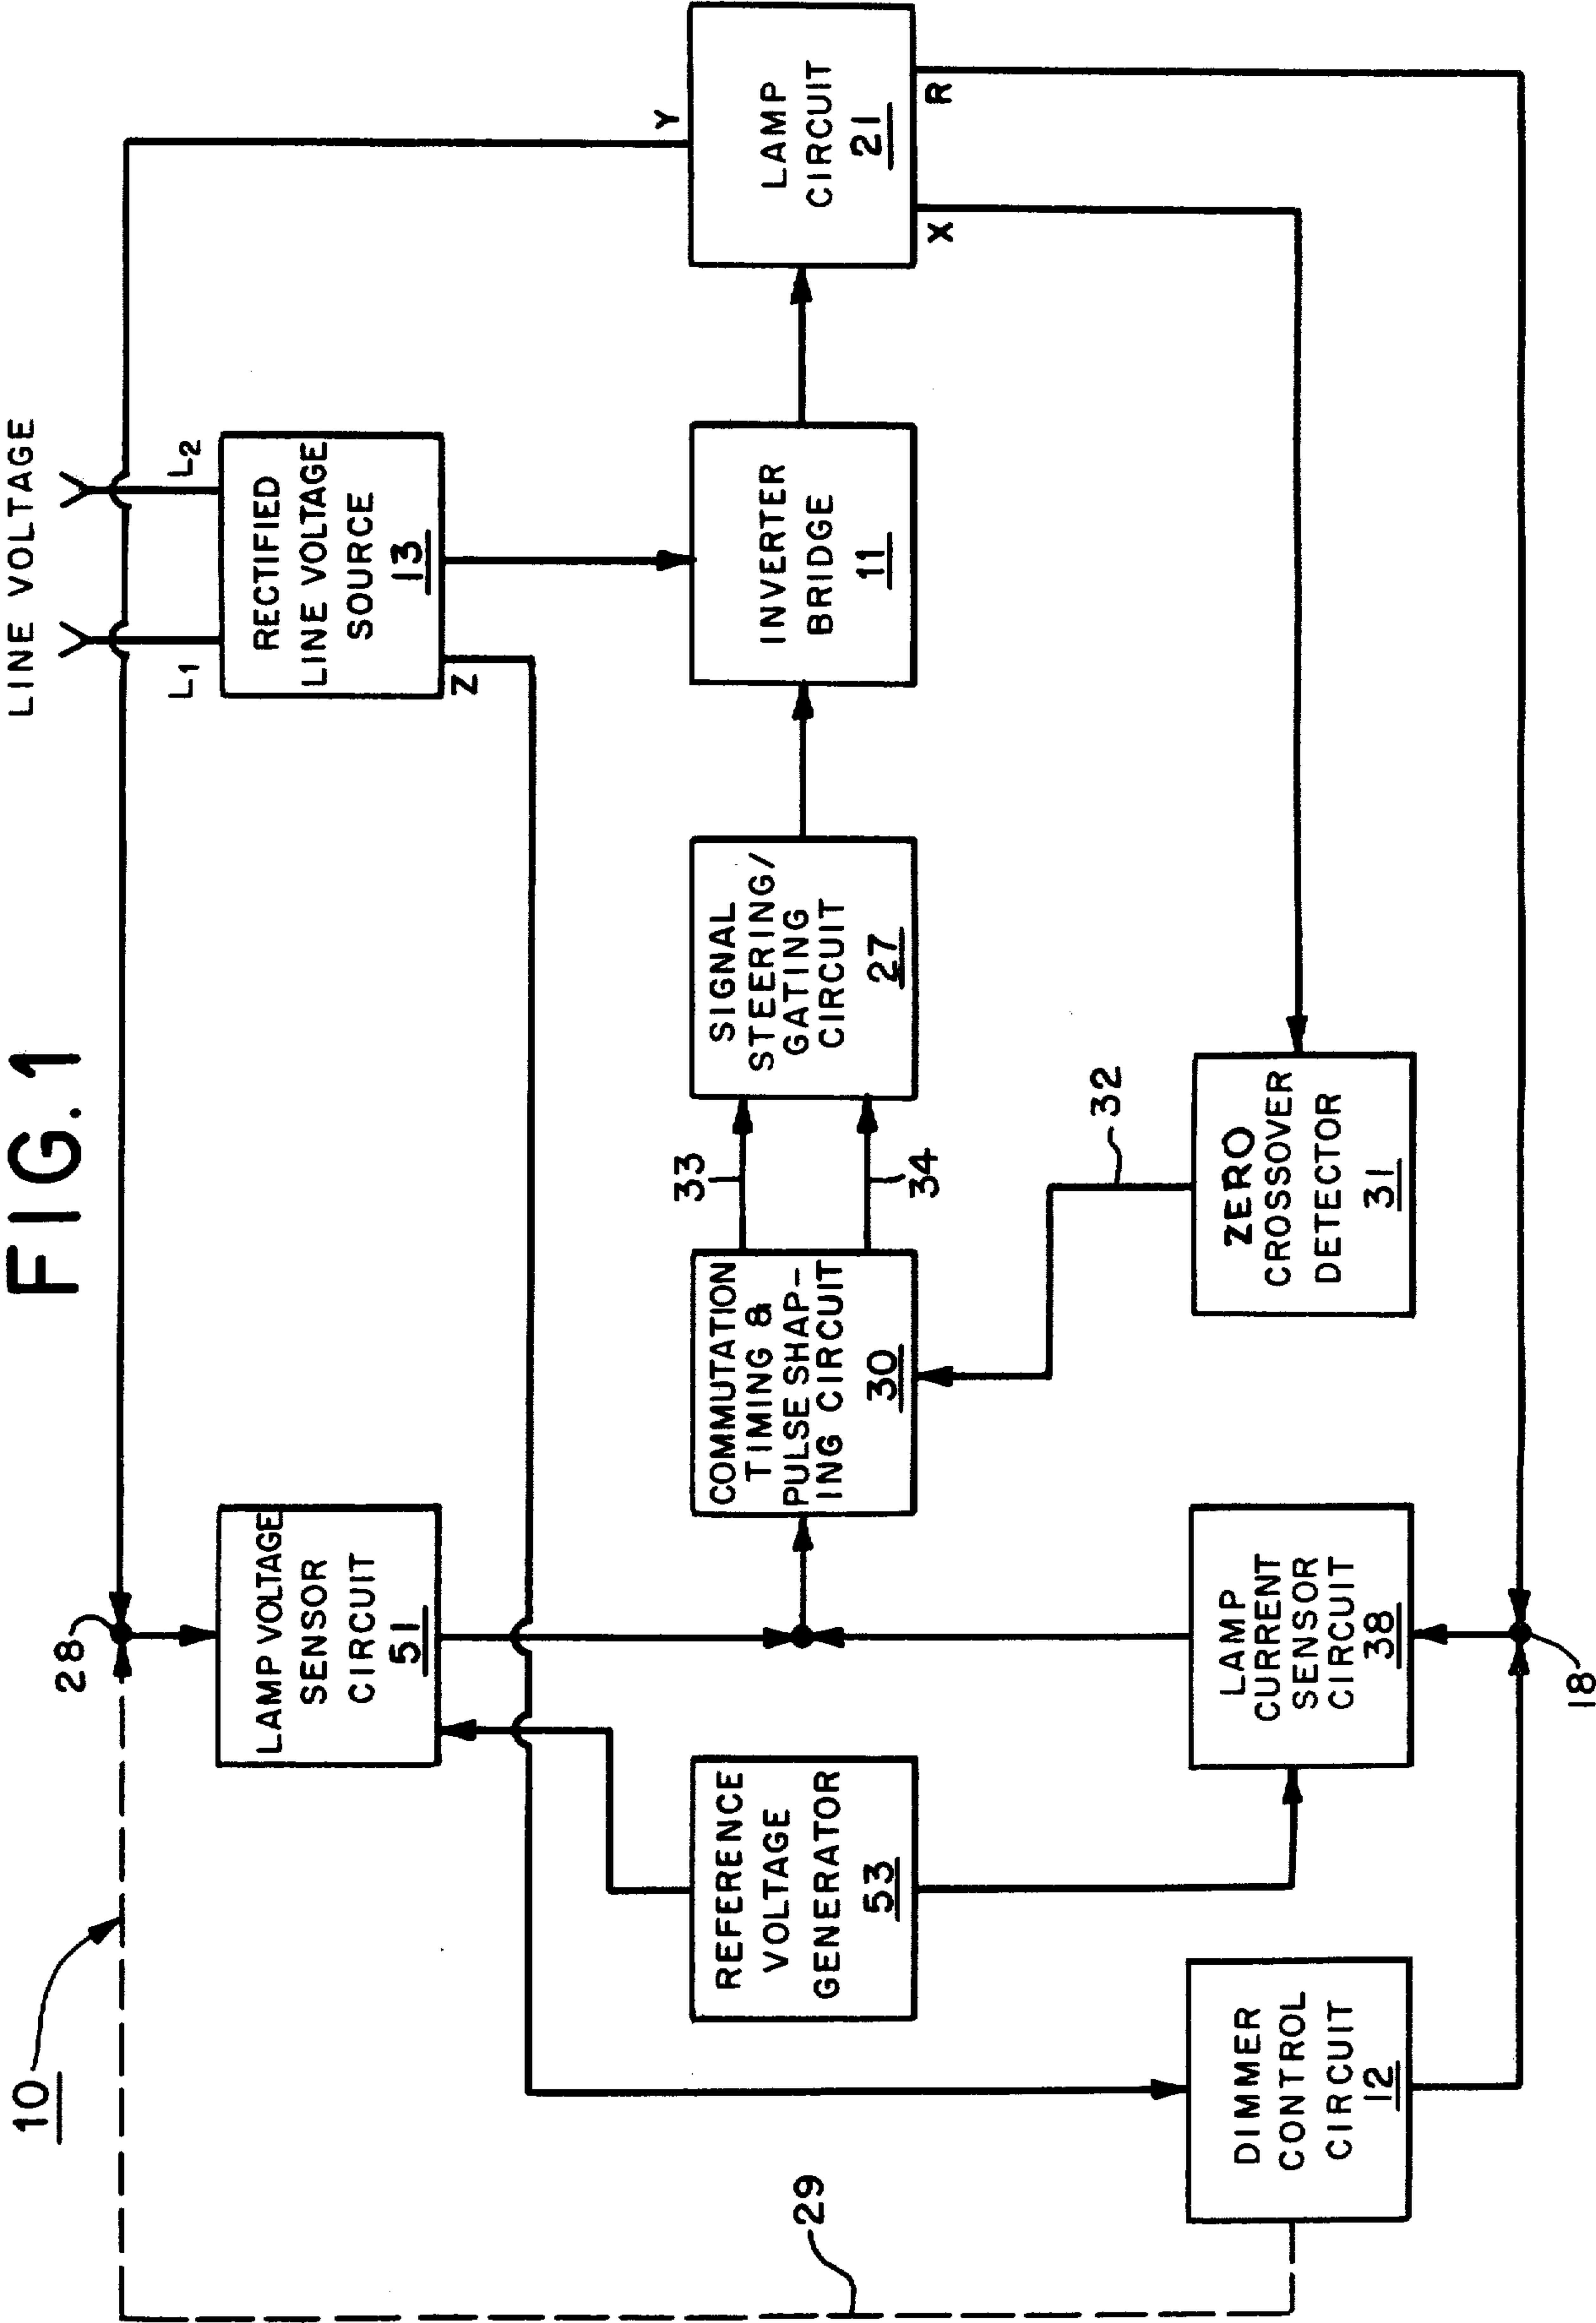 FIG. 1
LINE VOLTAGE
10
28
L1
L2
LAMP VOLTAGE
SENSOR
CIRCUIT
51
RECTIFIED
LINE VOLTAGE
SOURCE
13
Z
Y
REFERENCE
VOLTAGE
GENERATOR
53
COMMUTATION
TIMING &
PULSE SHAP-
ING CIRCUIT
30
33
34
SIGNAL
STEERING/
GATING
CIRCUIT
27
INVERTER
BRIDGE
11
LAMP
CIRCUIT
21
X
R
29
32
DIMMER
CONTROL
CIRCUIT
12
LAMP
CURRENT
SENSOR
CIRCUIT
38
ZERO
CROSSOVER
DETECTOR
31
18